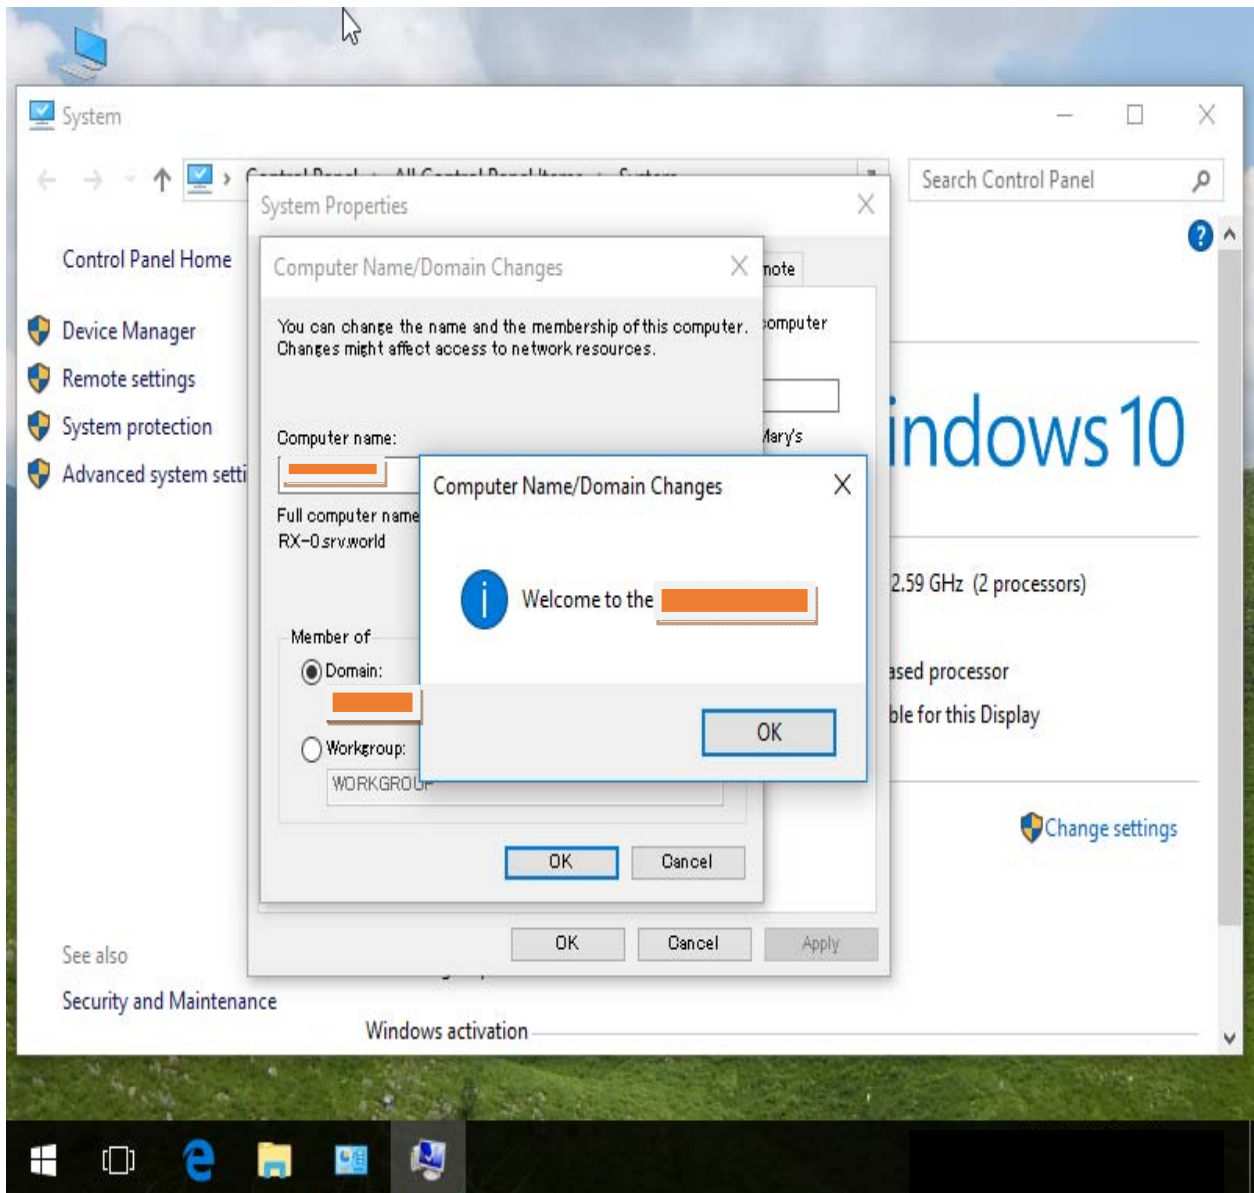 System
Search Control Panel
System Properties
Control Panel Home
Computer Name/Domain Changes
mote
Device Manager
You can change the name and the membership of this computer.
Changes might affect access to network resources.
computer
Remote settings
System protection
Computer name:
Mary's
indows 10
Advanced system setti
Computer Name/Domain Changes
Full computer name
RX-0.srv.world
Welcome to the
2.59 GHz (2 processors)
Member of
Domain:
ased processor
ble for this Display
OK
Workgroup:
WORKGROUP
Change settings
OK Cancel
OK Cancel Apply
See also
Security and Maintenance
Windows activation